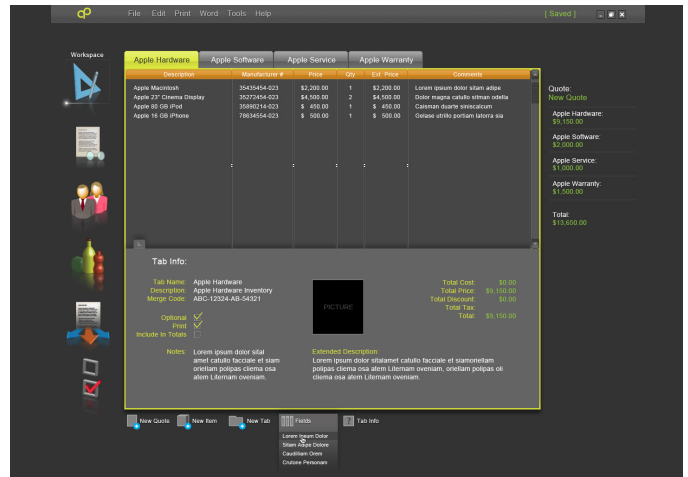 qp File Edit Print Word Tools Help [ Saved ]
Workspace
Apple Hardware Apple Software Apple Service Apple Warranty
Description Manufacturer # Price Qty Ext. Price Comments
Apple Macintosh 35435454-023 $2,200.00 1 $2,200.00 Lorem ipsum dolor sitam adipe
Apple 23" Cinema Display 35272454-023 $4,500.00 2 $4,500.00 Dolor magna catullo sitman odella
Apple 80 GB iPod 35890214-023 $ 450.00 1 $ 450.00 Caisman duarte siniscalcum
Apple 16 GB iPhone 78634554-023 $ 500.00 1 $ 500.00 Gelase utrillo portiam latorra sia
Quote:
New Quote
Apple Hardware:
$9,150.00
Apple Software:
$2,000.00
Apple Service:
$1,000.00
Apple Warranty:
$1,500.00
Total:
$13,650.00
Tab Info:
Tab Name: Apple Hardware
Description: Apple Hardware Inventory
Merge Code: ABC-12324-AB-54321
Optional
Print
Include In Totals
PICTURE
Total Cost: $0.00
Total Price: $9,150.00
Total Discount: $0.00
Total Tax:
Total: $9,150.00
Notes: Lorem ipsum dolor sital
amet catullo facciale et siam
oriellam polipas cliema osa
atem Liternam oveniam.
Extended Description:
Lorem ipsum dolor sitalamet catullo facciale et siamonellam
polipas cliema osa atem Liternam oveniam, oriellam polipas oli
cliema osa atem Liternam oveniam.
New Quote New Item New Tab Fields ? Tab Info
Lorem Ipsum Dolor
Sitam Adipe Dolore
Caudilliam Orem
Crutone Personam